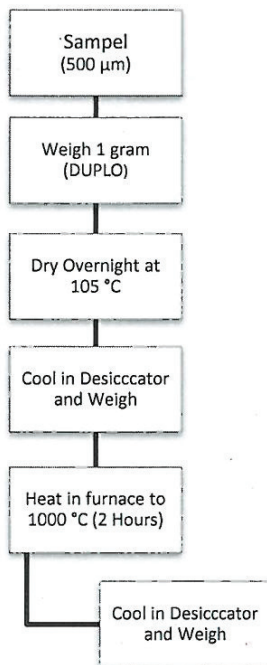 Sampel
(500 µm)
Weigh 1 gram
(DUPLO)
Dry Overnight at
105 °C
Cool in Desicccator
and Weigh
Heat in furnace to
1000 °C (2 Hours)
Cool in Desicccator
and Weigh